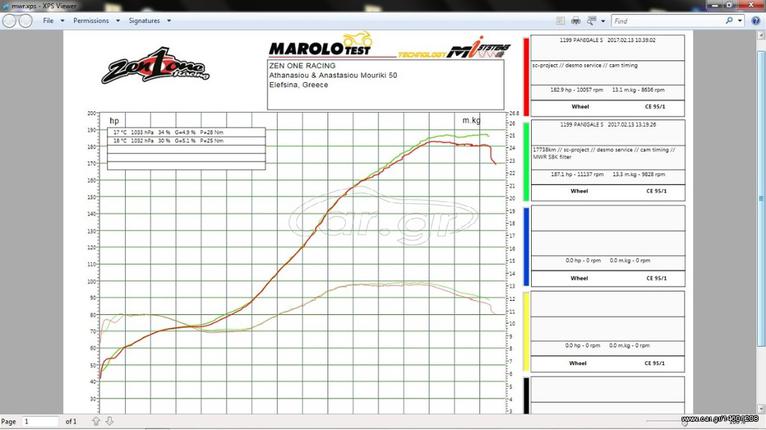 mwr.xps - XPS Viewer
File Permissions Signatures
Find
ZenOne Racing
MAROLO TEST
TECHNOLOGY Mi SYSTEMS
ZEN ONE RACING
Athanasiou & Anastasiou Mouriki 50
Elefsina, Greece
hp
m.kg
17 °C 1033 hPa 34 % G=4.9 % P=28 Nm
18 °C 1032 hPa 30 % G=5.1 % P=25 Nm
200
190
180
170
160
150
140
130
120
110
100
90
80
70
60
50
40
30
26.8
25
24
23
22
21
20
19
18
17
16
15
14
13
12
11
10
9
8
7
6
5
4
3
car.gr
1199 PANIGALE S 2017.02.13 10.39.02
sc-project // desmo service // cam timing
182.9 hp - 10057 rpm 13.1 m.kg - 8636 rpm
Wheel CE 95/1
1199 PANIGALE S 2017.02.13 13.19.26
17738km // sc-project // desmo service // cam timing //
MWR SBK filter
187.1 hp - 11137 rpm 13.3 m.kg - 9828 rpm
Wheel CE 95/1
0.0 hp - 0 rpm 0.0 m.kg - 0 rpm
Wheel CE 95/1
0.0 hp - 0 rpm 0.0 m.kg - 0 rpm
Wheel CE 95/1
Page 1 of 1